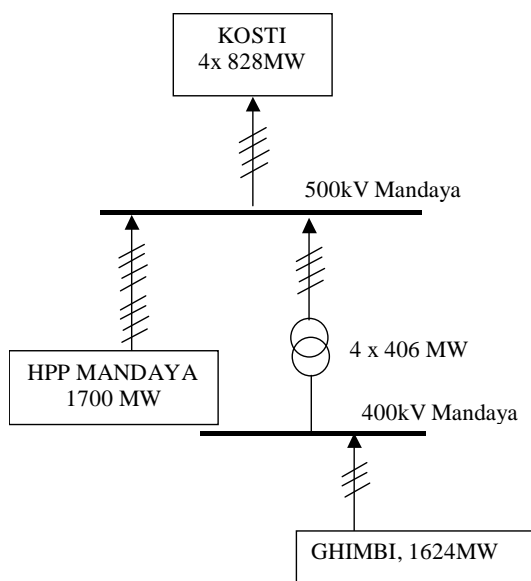 KOSTI
4x 828MW
500kV Mandaya
HPP MANDAYA
1700 MW
4 x 406 MW
400kV Mandaya
GHIMBI, 1624MW